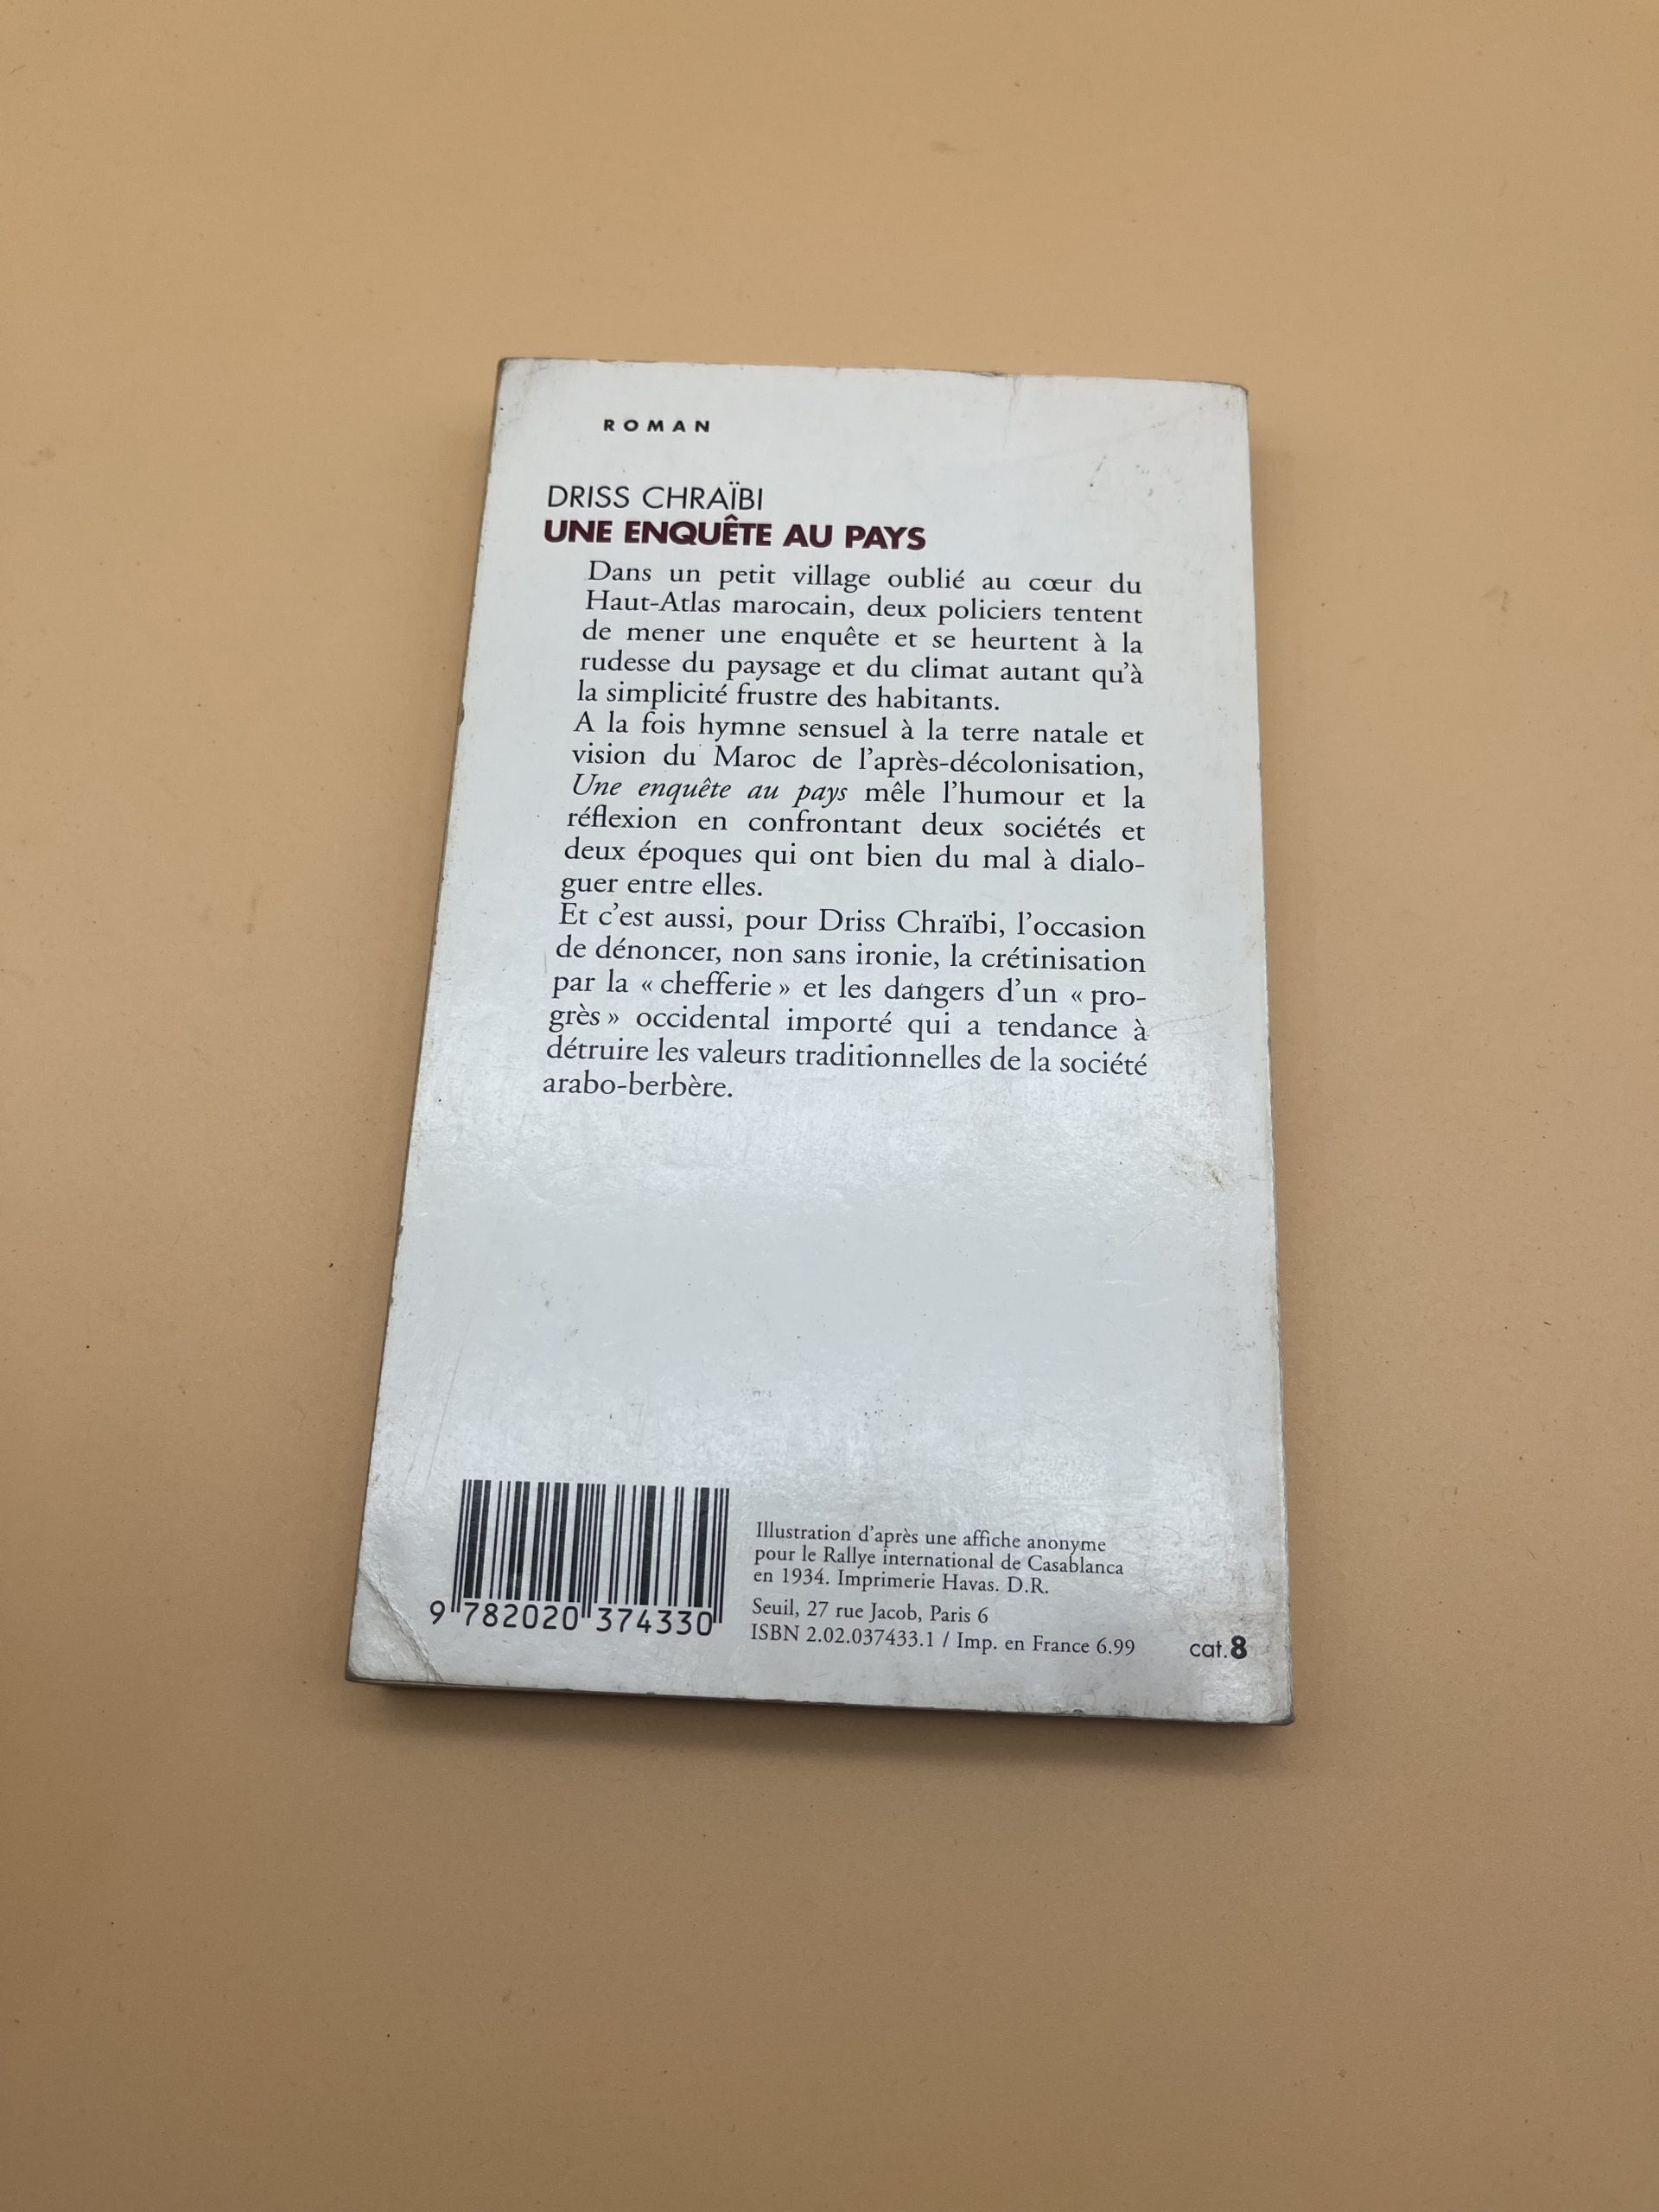 ROMAN
DRISS CHRAÏBI
UNE ENQUÊTE AU PAYS
Dans un petit village oublié au cœur du
Haut-Atlas marocain, deux policiers tentent
de mener une enquête et se heurtent à la
rudesse du paysage et du climat autant qu'à
la simplicité frustre des habitants.
A la fois hymne sensuel à la terre natale et
vision du Maroc de l'après-décolonisation,
Une enquête au pays mêle l'humour et la
réflexion en confrontant deux sociétés et
deux époques qui ont bien du mal à dialo-
guer entre elles.
Et c'est aussi, pour Driss Chraïbi, l'occasion
de dénoncer, non sans ironie, la crétinisation
par la « chefferie » et les dangers d'un « pro-
grès » occidental importé qui a tendance à
détruire les valeurs traditionnelles de la société
arabo-berbère.
9 782020 374330
Illustration d'après une affiche anonyme
pour le Rallye international de Casablanca
en 1934. Imprimerie Havas. D.R.
Seuil, 27 rue Jacob, Paris 6
ISBN 2.02.037433.1 / Imp. en France 6.99
cat.8